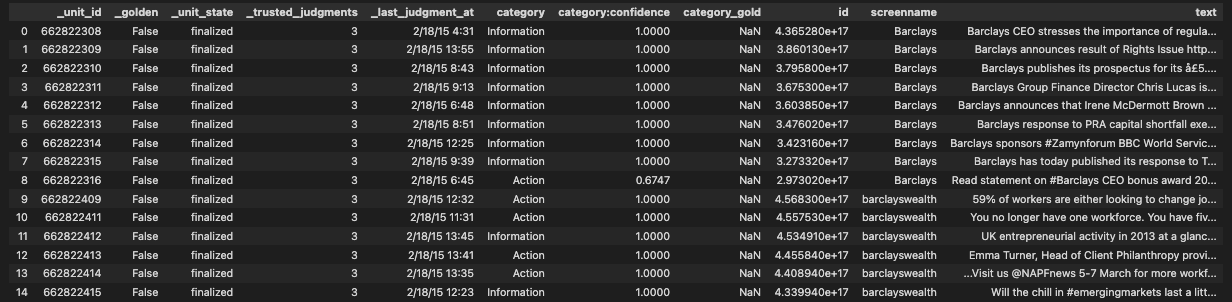 _unit_id _golden _unit_state _trusted_judgments _last_judgment_at category category:confidence category_gold id screenname text
0 662822308 False finalized 3 2/18/15 4:31 Information 1.0000 NaN 4.365280e+17 Barclays Barclays CEO stresses the importance of regula...
1 662822309 False finalized 3 2/18/15 13:55 Information 1.0000 NaN 3.860130e+17 Barclays Barclays announces result of Rights Issue http...
2 662822310 False finalized 3 2/18/15 8:43 Information 1.0000 NaN 3.795800e+17 Barclays Barclays publishes its prospectus for its å£5....
3 662822311 False finalized 3 2/18/15 9:13 Information 1.0000 NaN 3.675300e+17 Barclays Barclays Group Finance Director Chris Lucas is...
4 662822312 False finalized 3 2/18/15 6:48 Information 1.0000 NaN 3.603850e+17 Barclays Barclays announces that Irene McDermott Brown ...
5 662822313 False finalized 3 2/18/15 8:51 Information 1.0000 NaN 3.476020e+17 Barclays Barclays response to PRA capital shortfall exe...
6 662822314 False finalized 3 2/18/15 12:25 Information 1.0000 NaN 3.423160e+17 Barclays Barclays sponsors #Zamynforum BBC World Servic...
7 662822315 False finalized 3 2/18/15 9:39 Information 1.0000 NaN 3.273320e+17 Barclays Barclays has today published its response to T...
8 662822316 False finalized 3 2/18/15 6:45 Action 0.6747 NaN 2.973020e+17 Barclays Read statement on #Barclays CEO bonus award 20...
9 662822409 False finalized 3 2/18/15 12:32 Action 1.0000 NaN 4.568300e+17 barclayswealth 59% of workers are either looking to change jo...
10 662822411 False finalized 3 2/18/15 11:31 Action 1.0000 NaN 4.557530e+17 barclayswealth You no longer have one workforce. You have fiv...
11 662822412 False finalized 3 2/18/15 13:45 Information 1.0000 NaN 4.534910e+17 barclayswealth UK entrepreneurial activity in 2013 at a glanc...
12 662822413 False finalized 3 2/18/15 13:41 Action 1.0000 NaN 4.455840e+17 barclayswealth Emma Turner, Head of Client Philanthropy provi...
13 662822414 False finalized 3 2/18/15 13:35 Action 1.0000 NaN 4.408940e+17 barclayswealth ...Visit us @NAPFnews 5-7 March for more workf...
14 662822415 False finalized 3 2/18/15 12:23 Information 1.0000 NaN 4.339940e+17 barclayswealth Will the chill in #emergingmarkets last a litt...